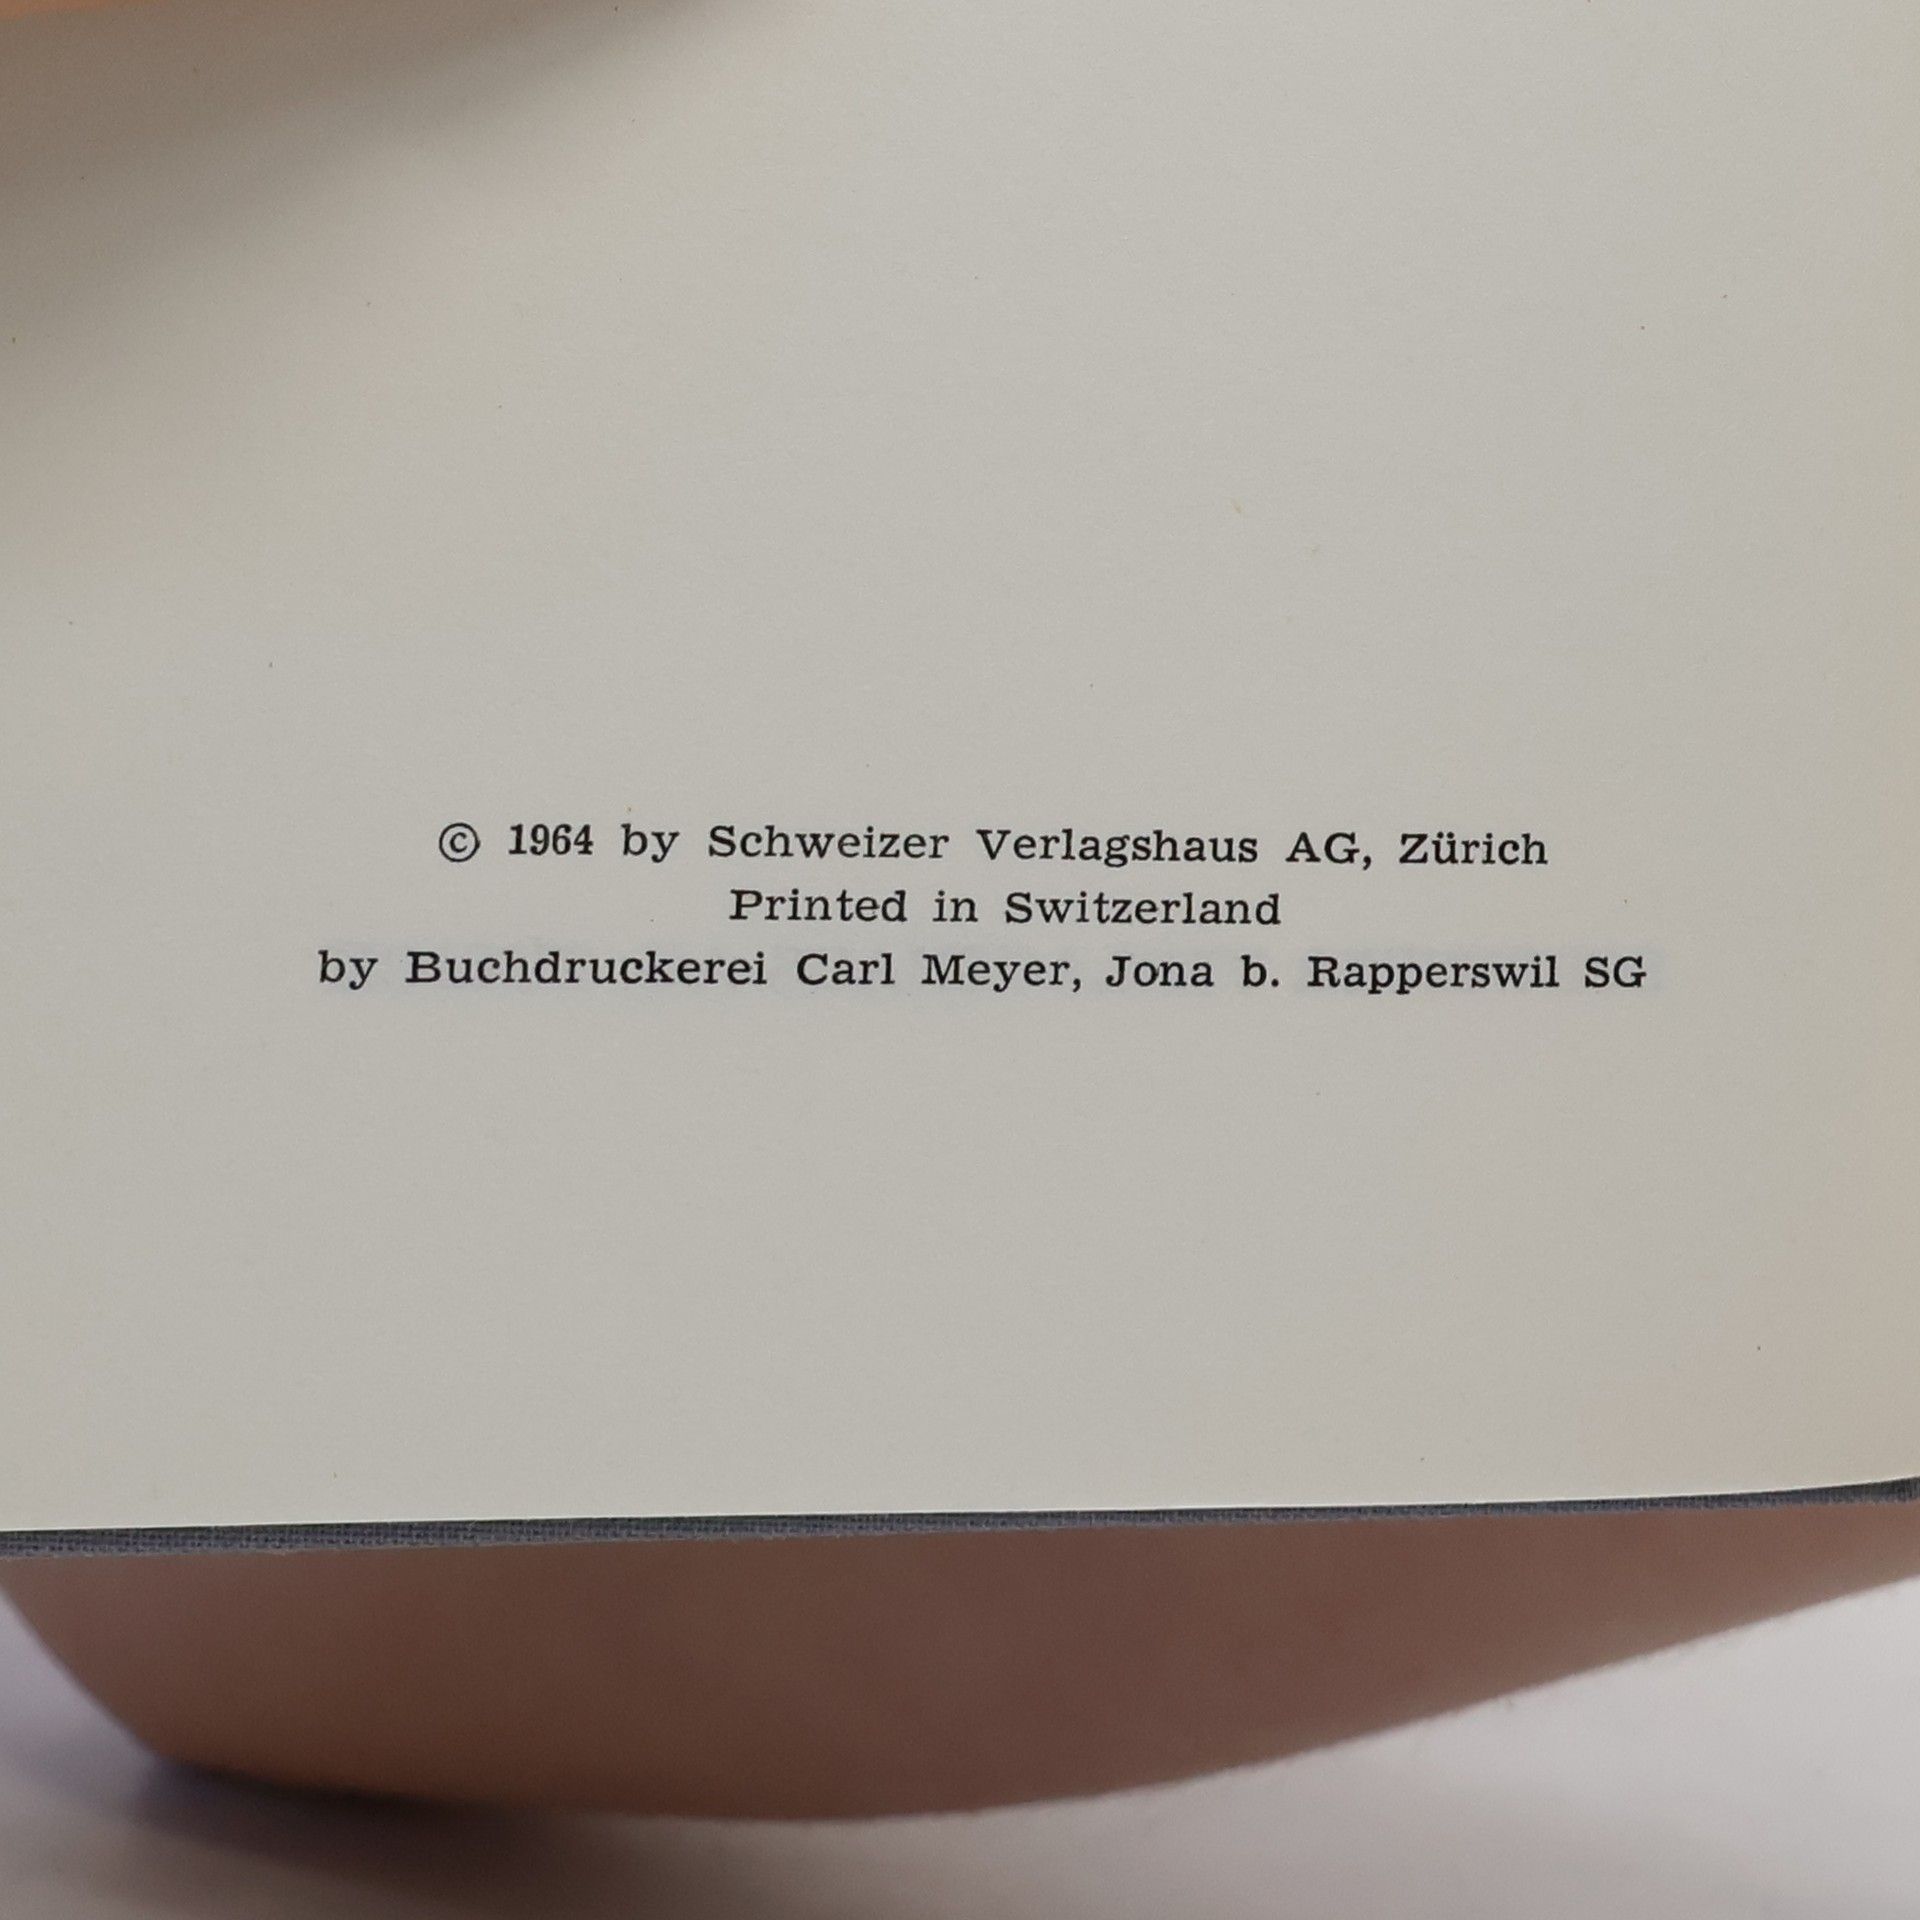 © 1964 by Schweizer Verlagshaus AG, Zürich
Printed in Switzerland
by Buchdruckerei Carl Meyer, Jona b. Rapperswil SG